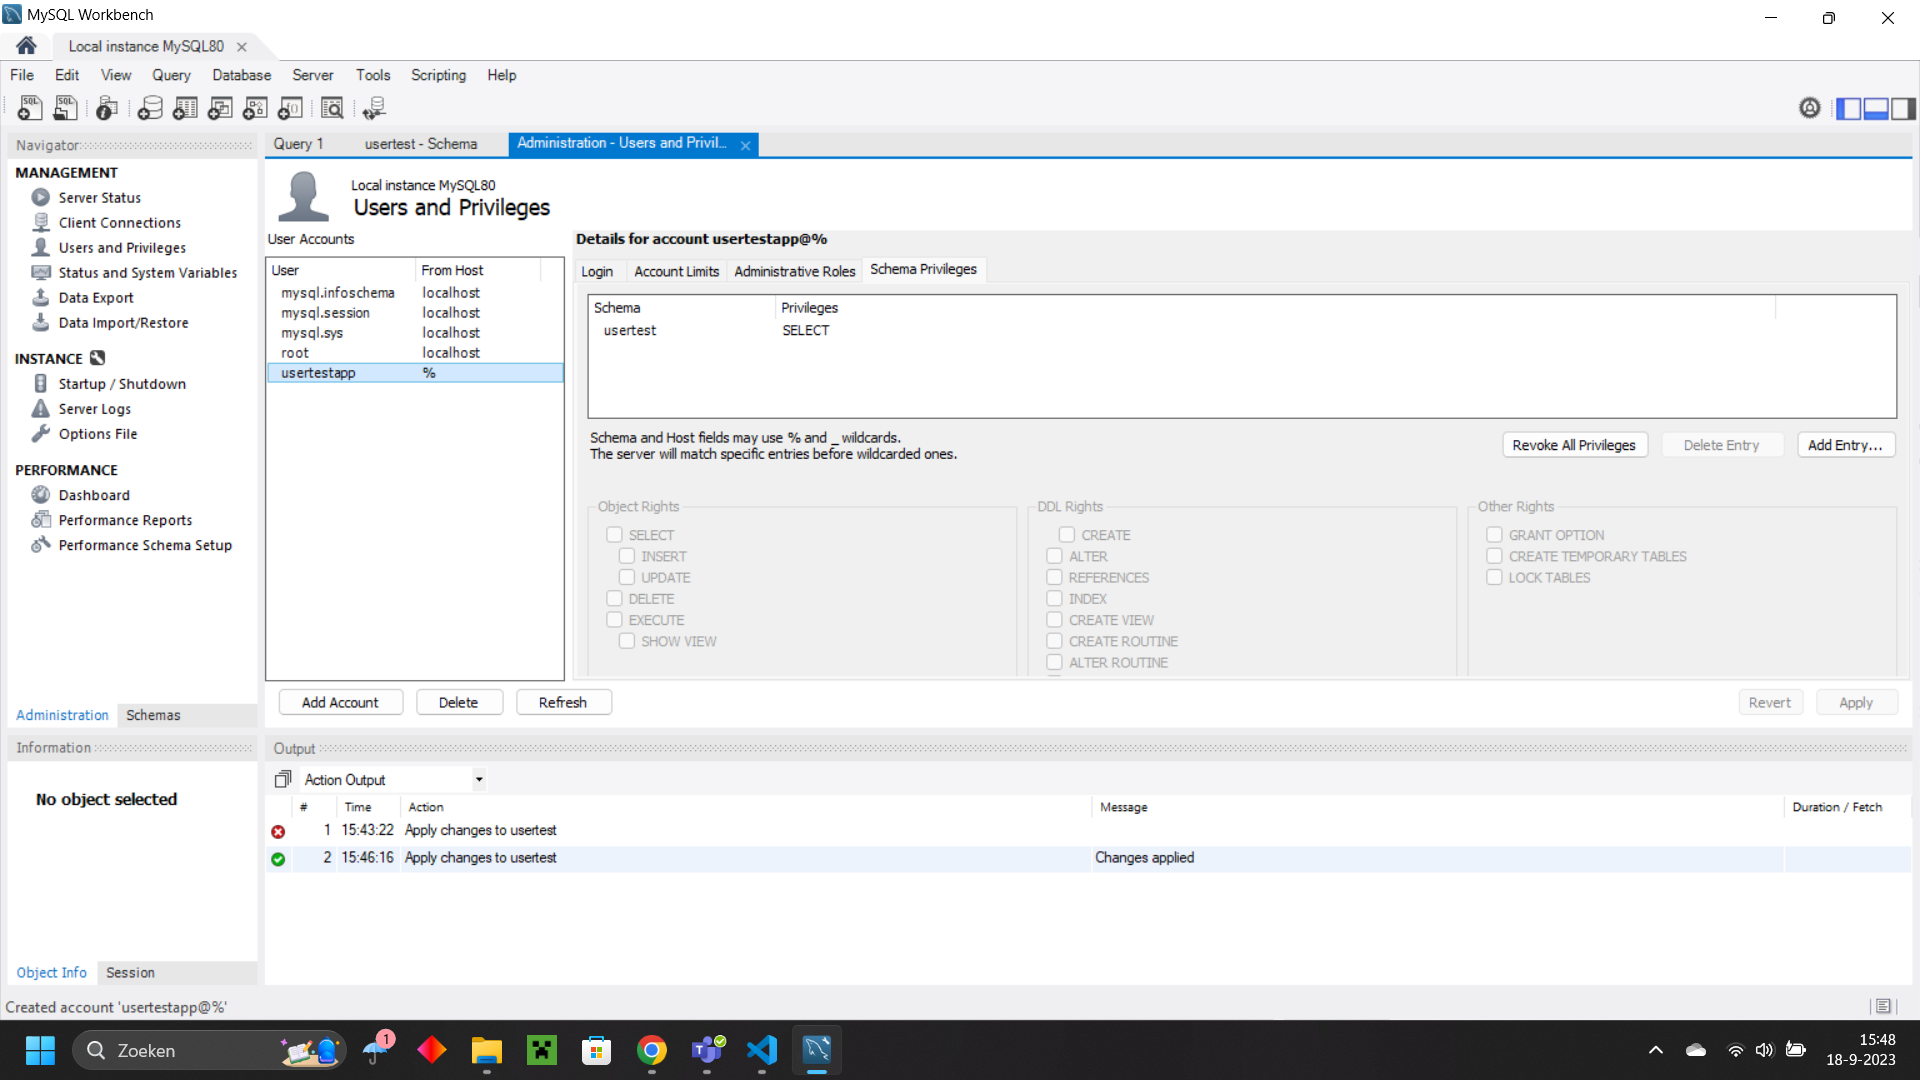 MySQL Workbench
Local instance MySQL80
File Edit View Query Database Server Tools Scripting Help
Navigator
MANAGEMENT
Server Status
Client Connections
Users and Privileges
Status and System Variables
Data Export
Data Import/Restore
INSTANCE
Startup / Shutdown
Server Logs
Options File
PERFORMANCE
Dashboard
Performance Reports
Performance Schema Setup
Administration Schemas
Information
No object selected
Object Info Session
Query 1 usertest - Schema Administration - Users and Privil...
Local instance MySQL80
Users and Privileges
User Accounts
User From Host
mysql.infoschema localhost
mysql.session localhost
mysql.sys localhost
root localhost
usertestapp %
Add Account Delete Refresh
Details for account usertestapp@%
Login Account Limits Administrative Roles Schema Privileges
Schema Privileges
usertest SELECT
Schema and Host fields may use % and _ wildcards.
The server will match specific entries before wildcarded ones.
Revoke All Privileges Delete Entry Add Entry...
Object Rights
SELECT
INSERT
UPDATE
DELETE
EXECUTE
SHOW VIEW
DDL Rights
CREATE
ALTER
REFERENCES
INDEX
CREATE VIEW
CREATE ROUTINE
ALTER ROUTINE
Other Rights
GRANT OPTION
CREATE TEMPORARY TABLES
LOCK TABLES
Revert Apply
Output
Action Output
# Time Action Message Duration / Fetch
1 15:43:22 Apply changes to usertest
2 15:46:16 Apply changes to usertest Changes applied
Created account 'usertestapp@%'
Zoeken
1
15:48
18-9-2023